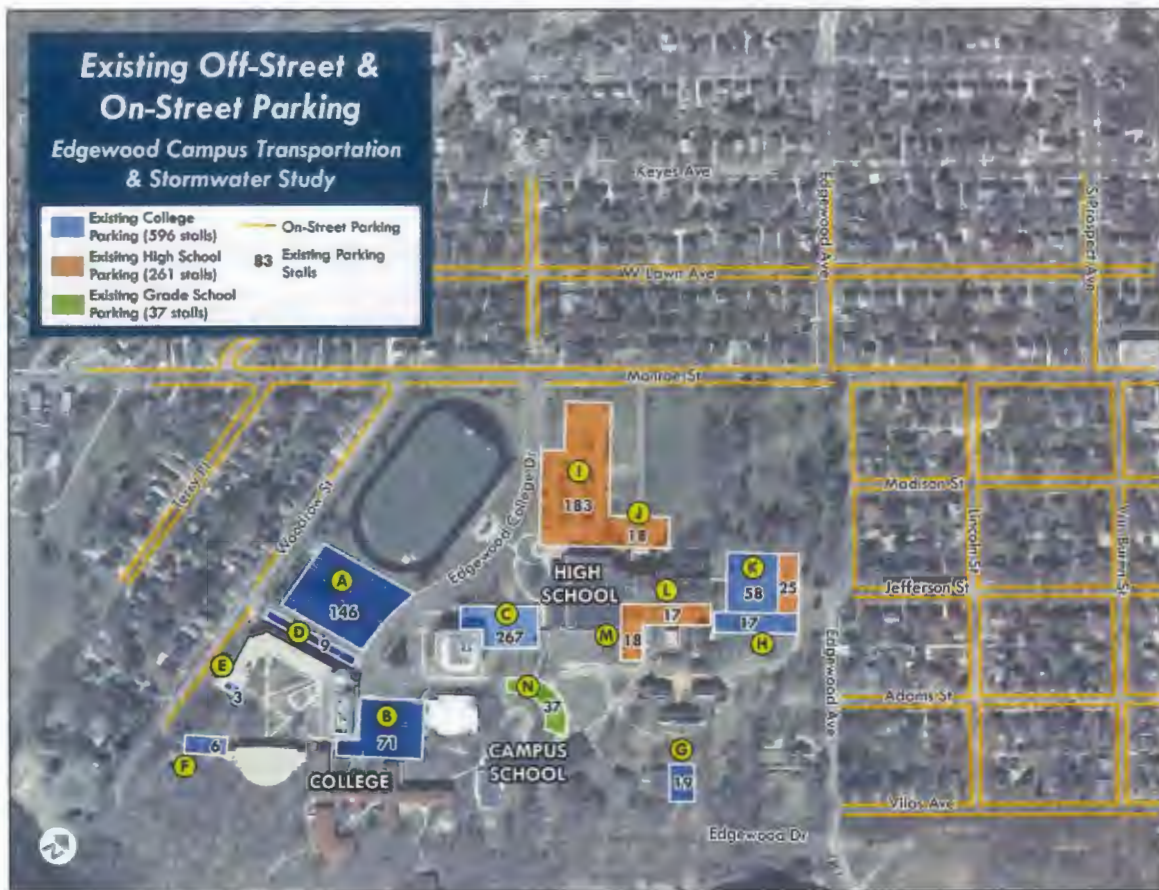 Existing Off-Street &
On-Street Parking
Edgewood Campus Transportation
& Stormwater Study
Existing College
Parking (596 stalls)
Existing High School
Parking (261 stalls)
Existing Grade School
Parking (37 stalls)
On-Street Parking
83 Existing Parking
Stalls
Keyes Ave
Edgewood Ave
S Prospect Ave
W Lawn Ave
Monroe St
Terry Pl
Woodrow St
Edgewood College Dr
I
183
J
18
Madison St
Lincoln St
Van Buren St
A
146
HIGH
SCHOOL
K
58
25
Jefferson St
C
267
L
17
M
18
17
H
D
9
E
3
N
37
Edgewood Ave
Adams St
B
71
F
6
COLLEGE
CAMPUS
SCHOOL
G
19
Vilas Ave
Edgewood Dr